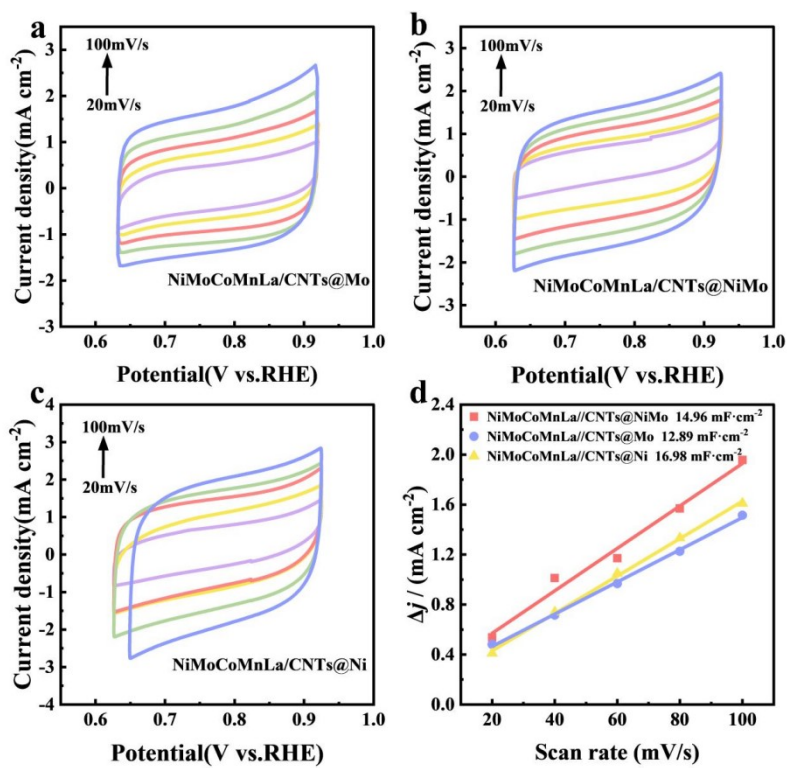 a
100mV/s
20mV/s
NiMoCoMnLa/CNTs@Mo
Current density(mA cm⁻²)
3
2
1
0
-1
-2
-3
0.6 0.7 0.8 0.9 1.0
Potential(V vs.RHE)
b
100mV/s
20mV/s
NiMoCoMnLa/CNTs@NiMo
Current density(mA cm⁻²)
3
2
1
0
-1
-2
-3
0.6 0.7 0.8 0.9 1.0
Potential(V vs.RHE)
c
100mV/s
20mV/s
NiMoCoMnLa/CNTs@Ni
Current density(mA cm⁻²)
4
3
2
1
0
-1
-2
-3
-4
0.6 0.7 0.8 0.9 1.0
Potential(V vs.RHE)
d
NiMoCoMnLa//CNTs@NiMo 14.96 mF·cm⁻²
NiMoCoMnLa//CNTs@Mo 12.89 mF·cm⁻²
NiMoCoMnLa//CNTs@Ni 16.98 mF·cm⁻²
Δj / (mA cm⁻²)
2.4
2.0
1.6
1.2
0.8
0.4
0.0
20 40 60 80 100
Scan rate (mV/s)